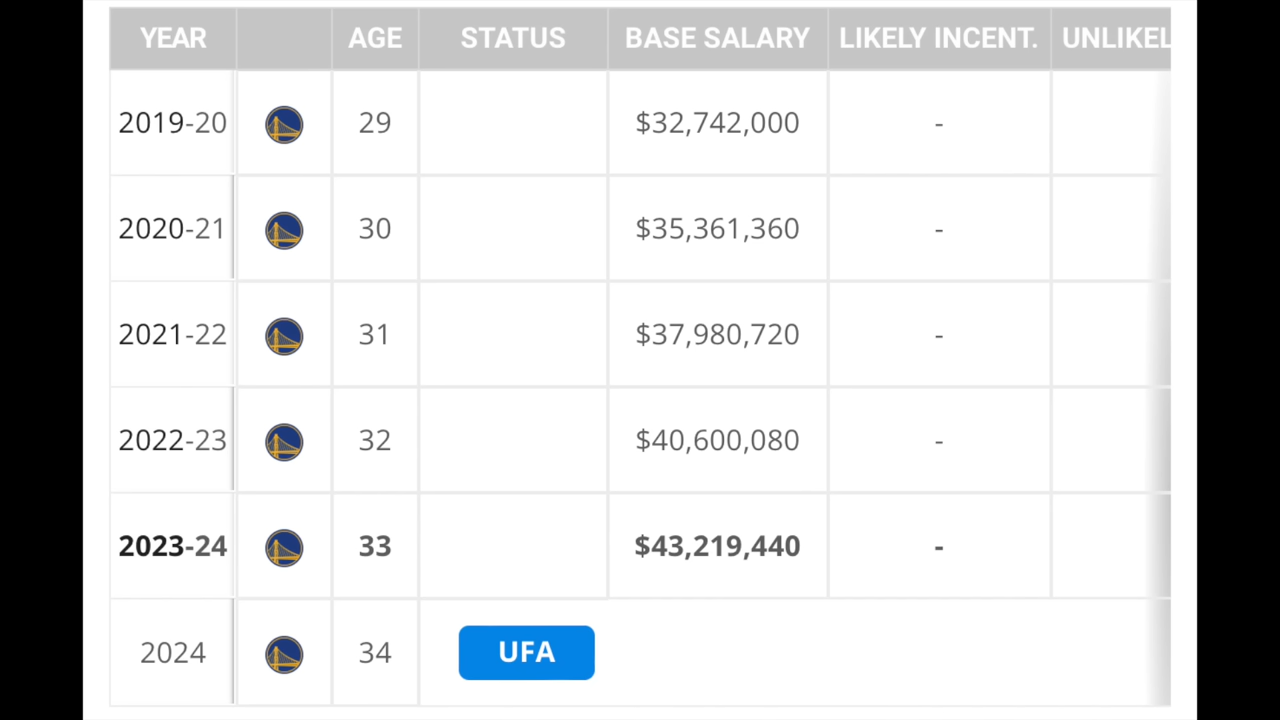 YEAR AGE STATUS BASE SALARY LIKELY INCENT. UNLIKEL
2019-20 29 $32,742,000 -
2020-21 30 $35,361,360 -
2021-22 31 $37,980,720 -
2022-23 32 $40,600,080 -
2023-24 33 $43,219,440 -
2024 34 UFA